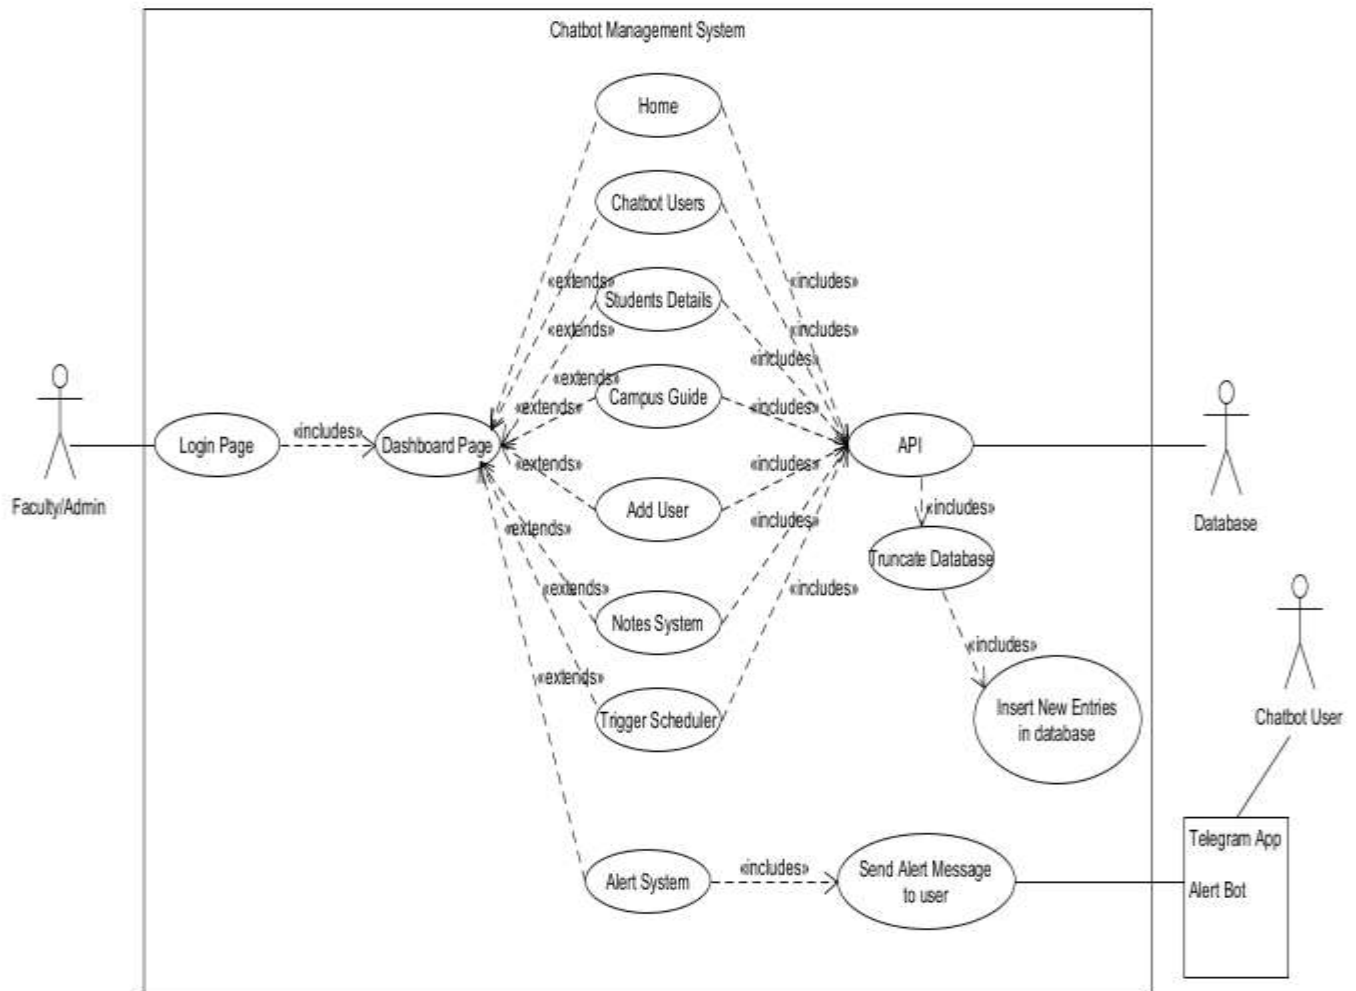 Chatbot Management System
Home
Chatbot Users
«extends»
«includes»
Students Details
«extends»
«includes»
«extends»
«includes»
Campus Guide
«extends»
«includes»
Login Page
«includes»
Dashboard Page
API
Faculty/Admin
«extends»
«includes»
Add User
«includes»
Database
«extends»
«includes»
Truncate Database
«extends»
«includes»
Notes System
«includes»
«extends»
Trigger Scheduler
Insert New Entries
in database
Chatbot User
Telegram App
Alert System
«includes»
Send Alert Message
to user
Alert Bot